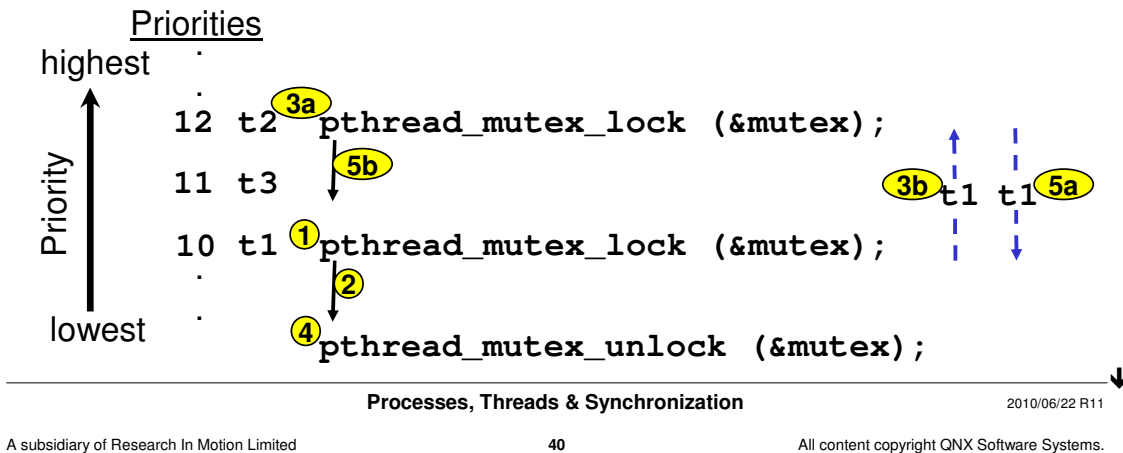 Priorities
highest
.
.
12 t2 3a pthread_mutex_lock (&mutex);
5b
11 t3
3b t1 t1 5a
Priority
10 t1 1 pthread_mutex_lock (&mutex);
.
2
.
lowest
4 pthread_mutex_unlock (&mutex);
Processes, Threads & Synchronization 2010/06/22 R11
A subsidiary of Research In Motion Limited 40 All content copyright QNX Software Systems.